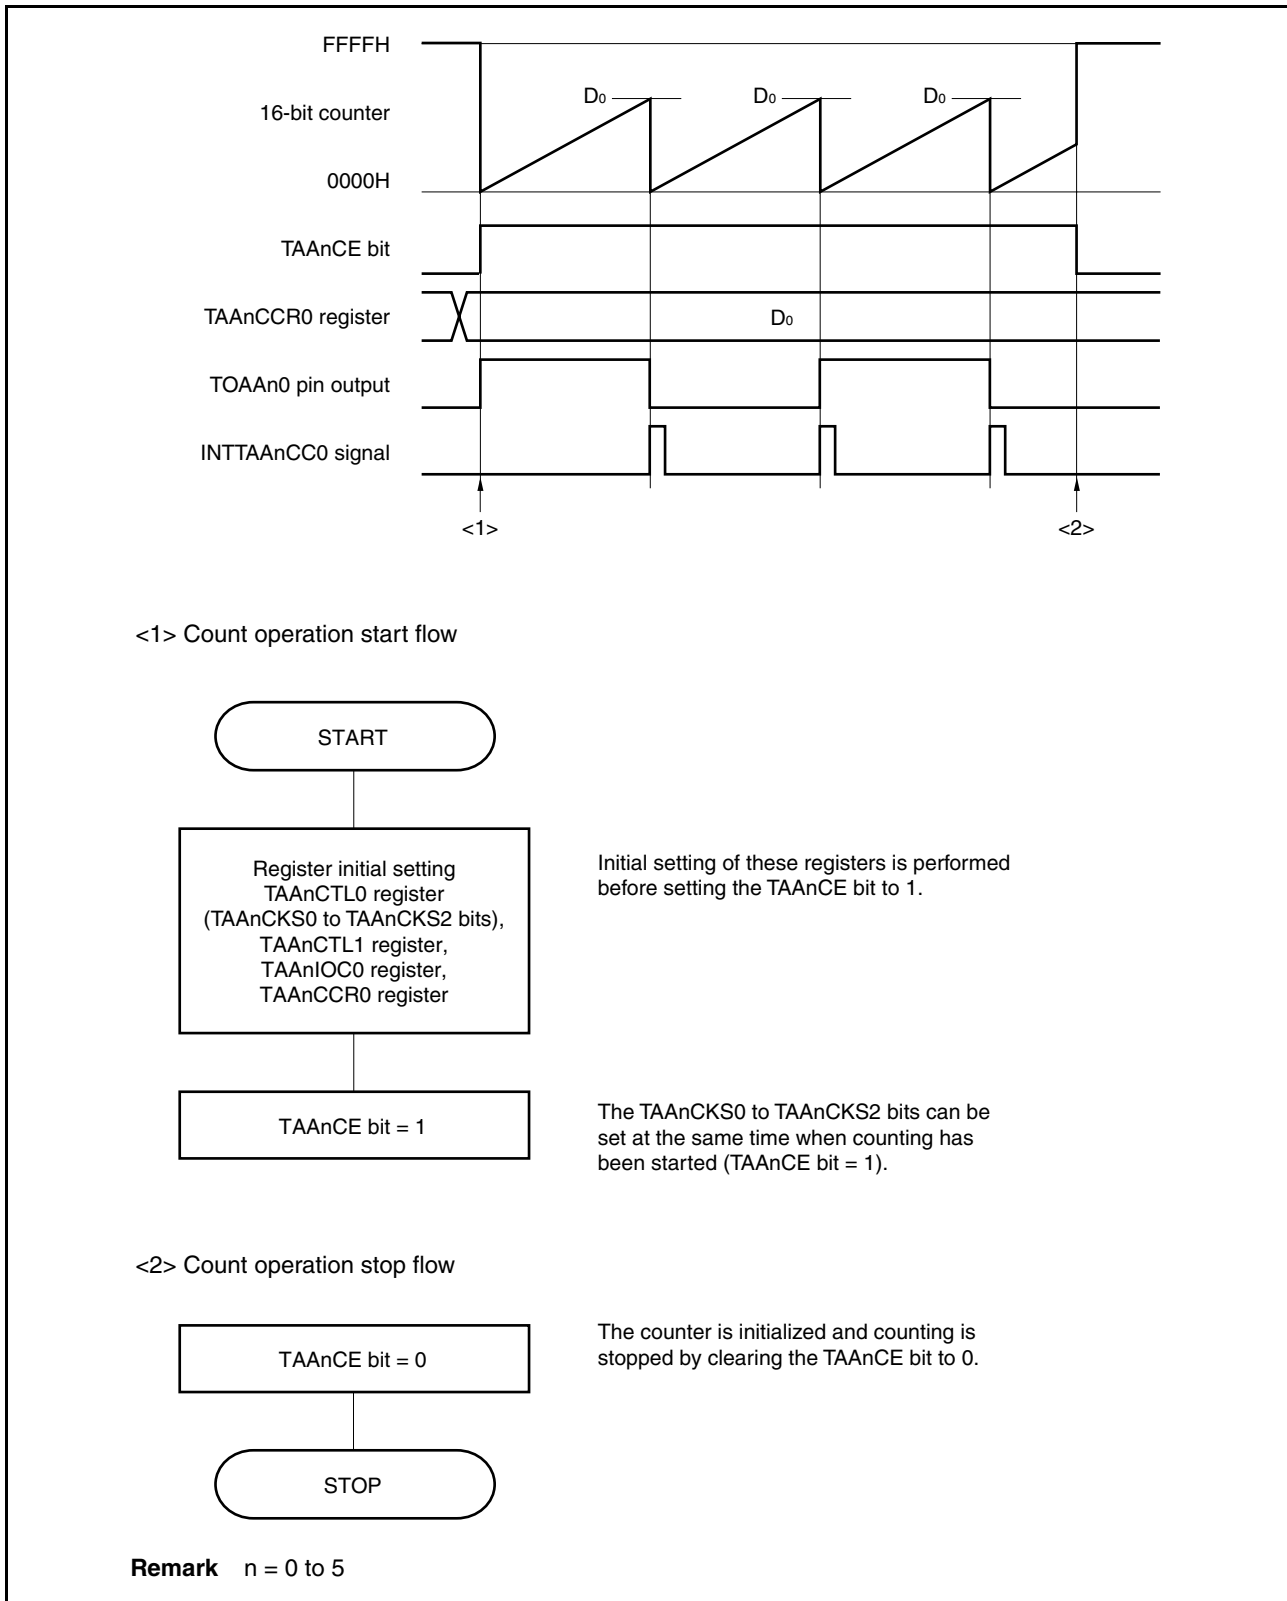 FFFFH
16-bit counter
0000H
D0
D0
D0
TAAnCE bit
TAAnCCR0 register
D0
TOAAn0 pin output
INTTAAnCC0 signal
<1>
<2>
<1> Count operation start flow
START
Register initial setting
TAAnCTL0 register
(TAAnCKS0 to TAAnCKS2 bits),
TAAnCTL1 register,
TAAnIOC0 register,
TAAnCCR0 register
Initial setting of these registers is performed
before setting the TAAnCE bit to 1.
TAAnCE bit = 1
The TAAnCKS0 to TAAnCKS2 bits can be
set at the same time when counting has
been started (TAAnCE bit = 1).
<2> Count operation stop flow
TAAnCE bit = 0
The counter is initialized and counting is
stopped by clearing the TAAnCE bit to 0.
STOP
Remark n = 0 to 5